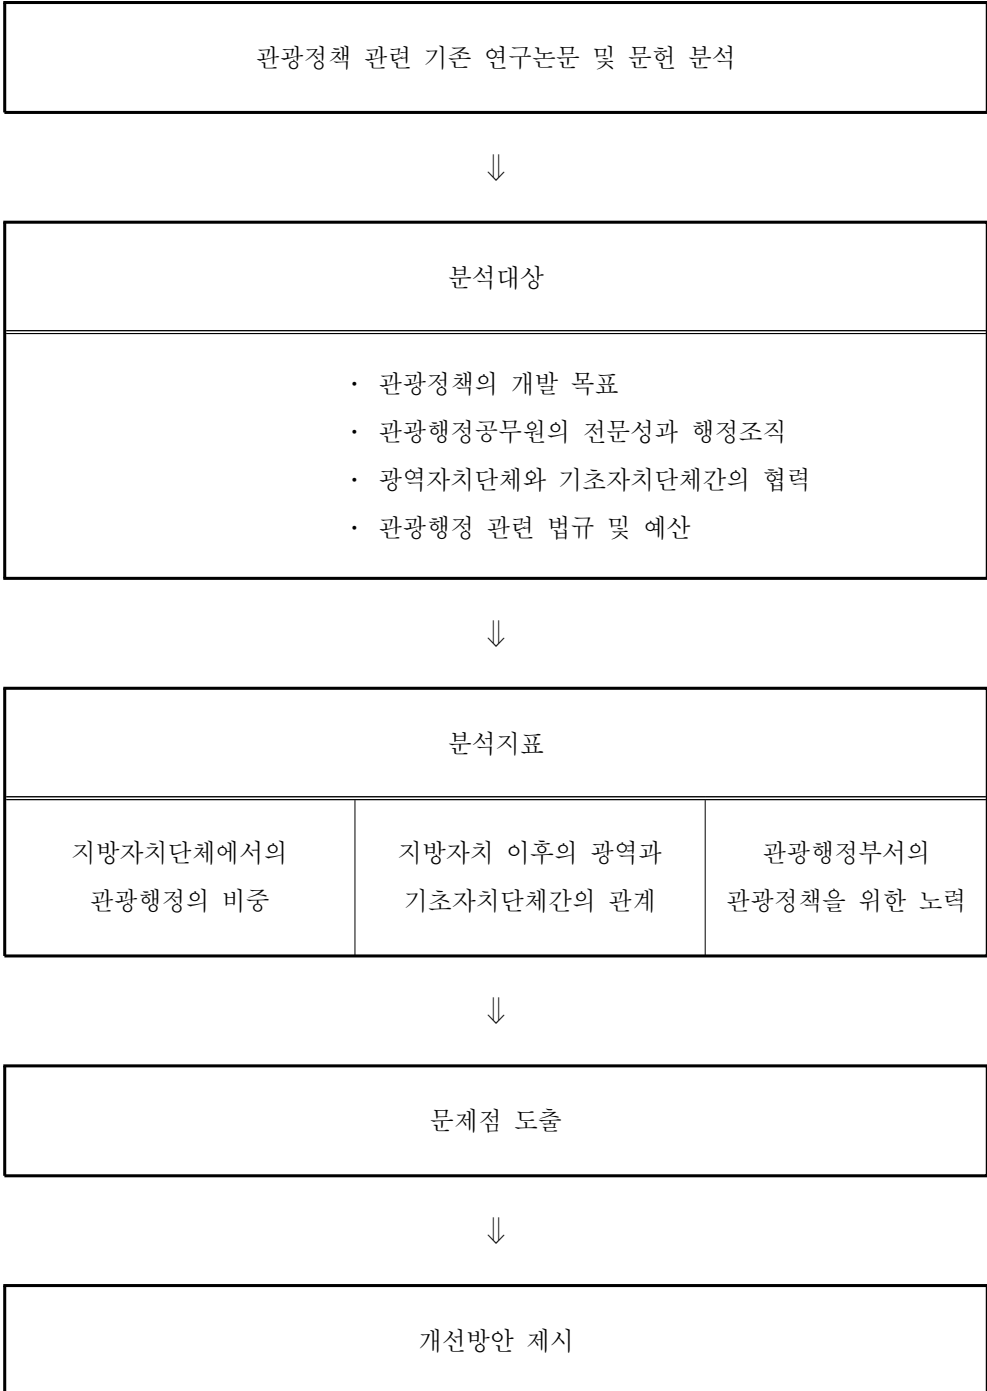 관광정책 관련 기존 연구논문 및 문헌 분석
⇓
분석대상
· 관광정책의 개발 목표
· 관광행정공무원의 전문성과 행정조직
· 광역자치단체와 기초자치단체간의 협력
· 관광행정 관련 법규 및 예산
⇓
분석지표
지방자치단체에서의
관광행정의 비중
지방자치 이후의 광역과
기초자치단체간의 관계
관광행정부서의
관광정책을 위한 노력
⇓
문제점 도출
⇓
개선방안 제시